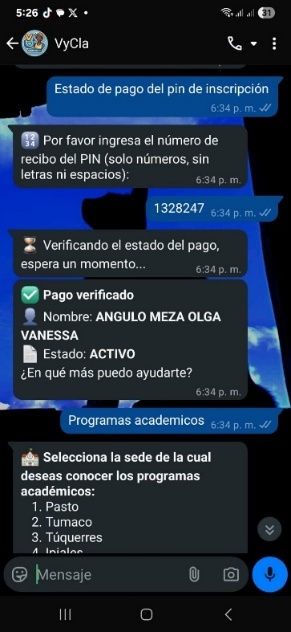 5:26
31
VyCla
Estado de pago del pin de inscripción
6:34 p. m.
Por favor ingresa el número de
recibo del PIN (solo números, sin
letras ni espacios):
6:34 p. m.
1328247 6:34 p. m.
Verificando el estado del pago,
espera un momento...
6:34 p. m.
Pago verificado
Nombre: ANGULO MEZA OLGA
VANESSA
Estado: ACTIVO
¿En qué más puedo ayudarte?
6:34 p. m.
Programas academicos 6:34 p. m.
Selecciona la sede de la cual
deseas conocer los programas
académicos:
1. Pasto
2. Tumaco
3. Túquerres
4. Ipiales
Mensaje